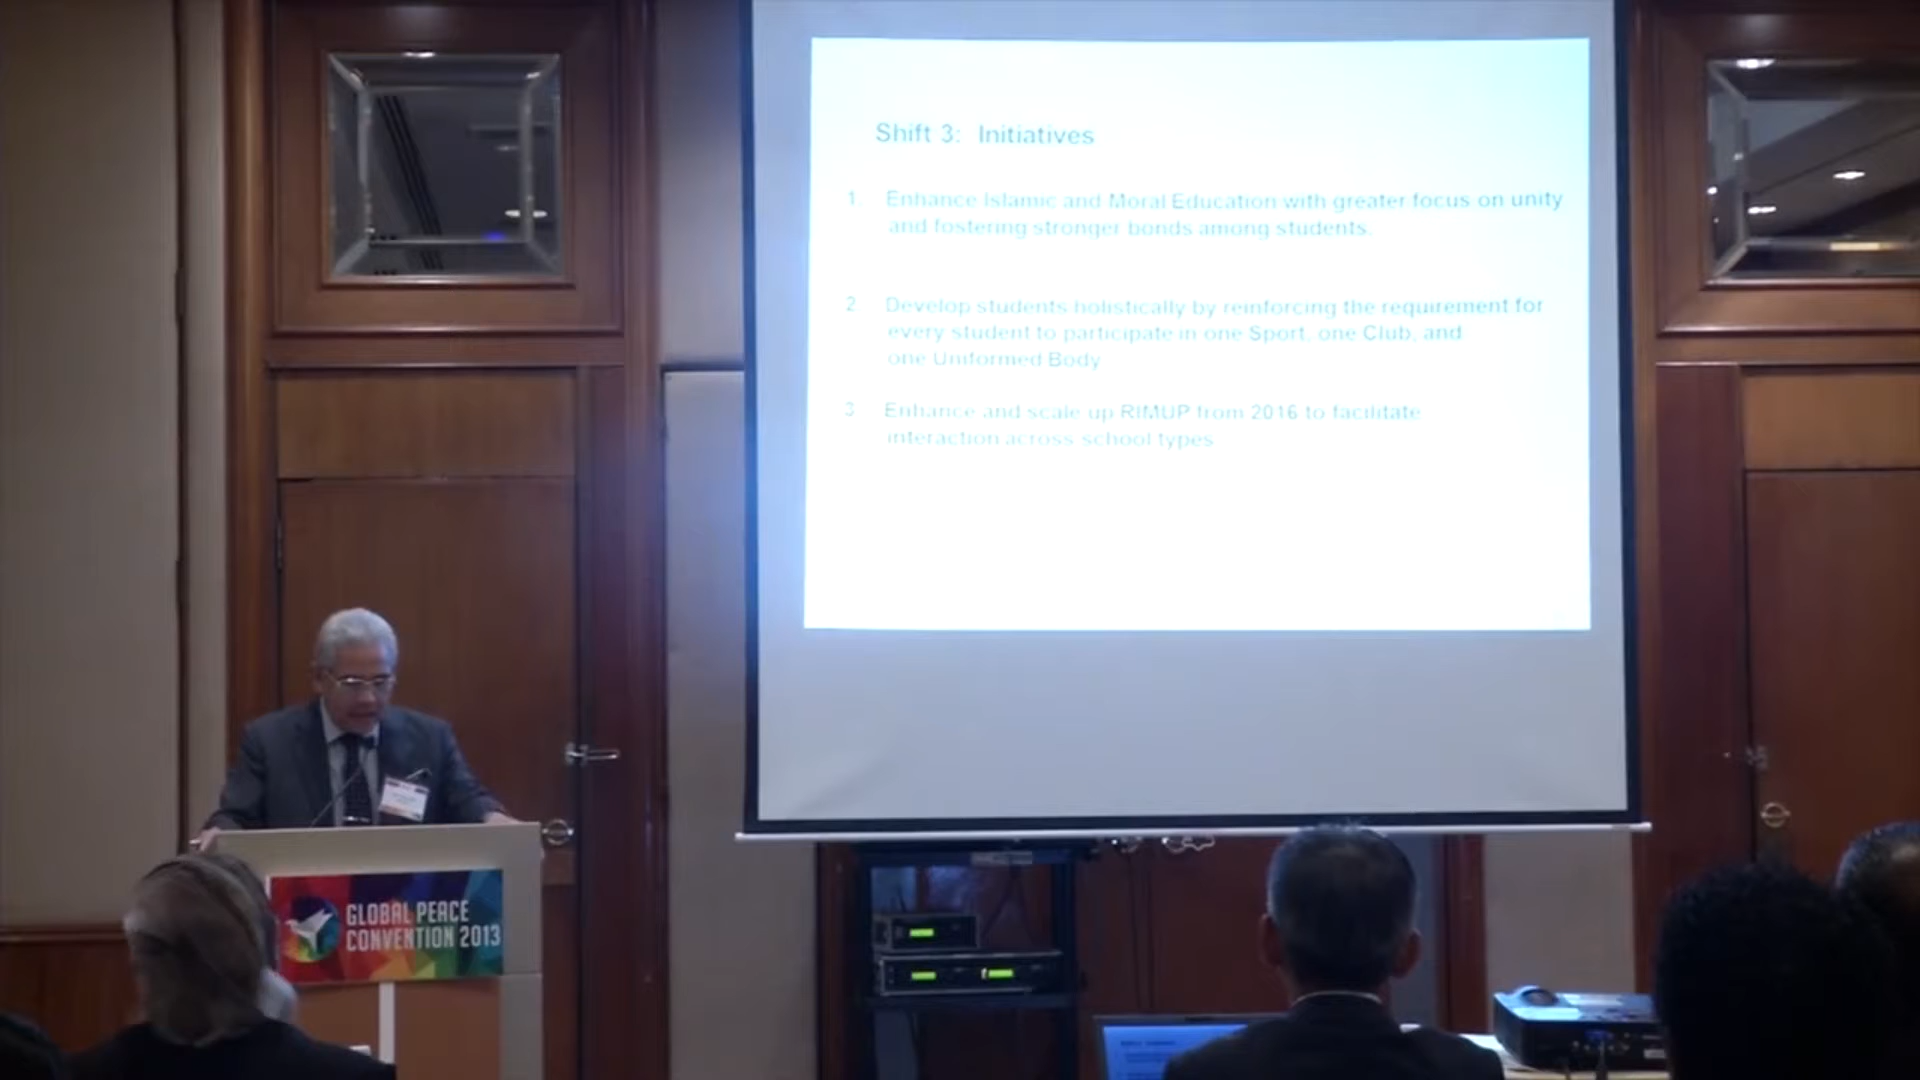 Shift 3: Initiatives
1. Enhance Islamic and Moral Education with greater focus on unity
and fostering stronger bonds among students.
2. Develop students holistically by reinforcing the requirement for
every student to participate in one Sport, one Club, and
one Uniformed Body
3 Enhance and scale up RIMUP from 2016 to facilitate
interaction across school types
GLOBAL PEACE
CONVENTION 2013